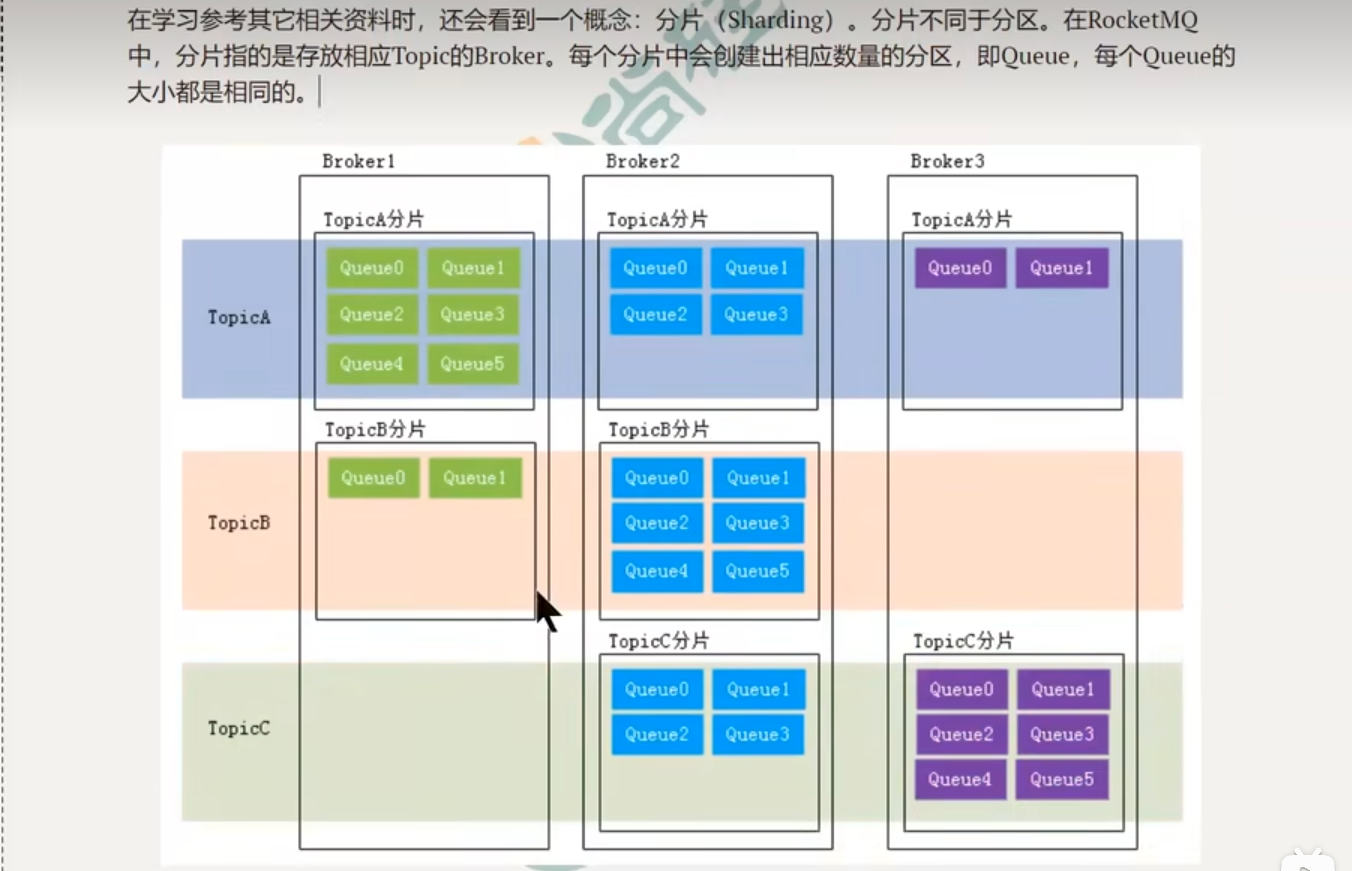 在学习参考其它相关资料时，还会看到一个概念：分片（Sharding）。分片不同于分区。在RocketMQ
中，分片指的是存放相应Topic的Broker。每个分片中会创建出相应数量的分区，即Queue，每个Queue的
大小都是相同的。
Broker1 Broker2 Broker3
TopicA分片 TopicA分片 TopicA分片
Queue0 Queue1 Queue0 Queue1 Queue0 Queue1
TopicA Queue2 Queue3 Queue2 Queue3
Queue4 Queue5
TopicB分片 TopicB分片
Queue0 Queue1 Queue0 Queue1
TopicB Queue2 Queue3
Queue4 Queue5
TopicC分片 TopicC分片
Queue0 Queue1 Queue0 Queue1
TopicC Queue2 Queue3 Queue2 Queue3
Queue4 Queue5